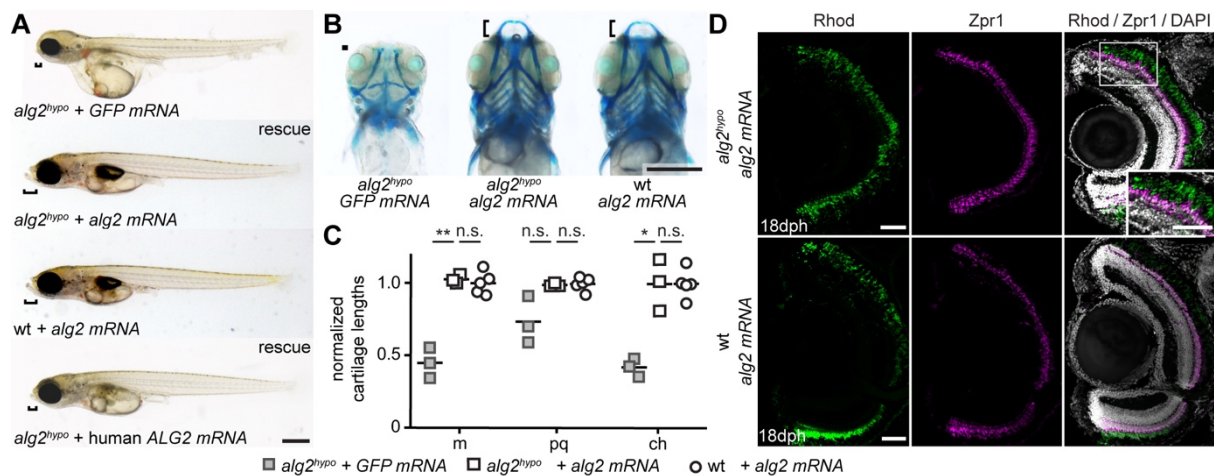 A
alg2hypo + GFP mRNA
rescue
alg2hypo + alg2 mRNA
wt + alg2 mRNA
rescue
alg2hypo + human ALG2 mRNA
B
alg2hypo
GFP mRNA
alg2hypo
alg2 mRNA
wt
alg2 mRNA
C
** n.s. n.s. n.s. * n.s.
normalized
cartilage lengths
1.0
0.5
0
m pq ch
alg2hypo + GFP mRNA alg2hypo + alg2 mRNA wt + alg2 mRNA
D
Rhod Zpr1 Rhod / Zpr1 / DAPI
alg2hypo
alg2 mRNA
18dph
wt
alg2 mRNA
18dph